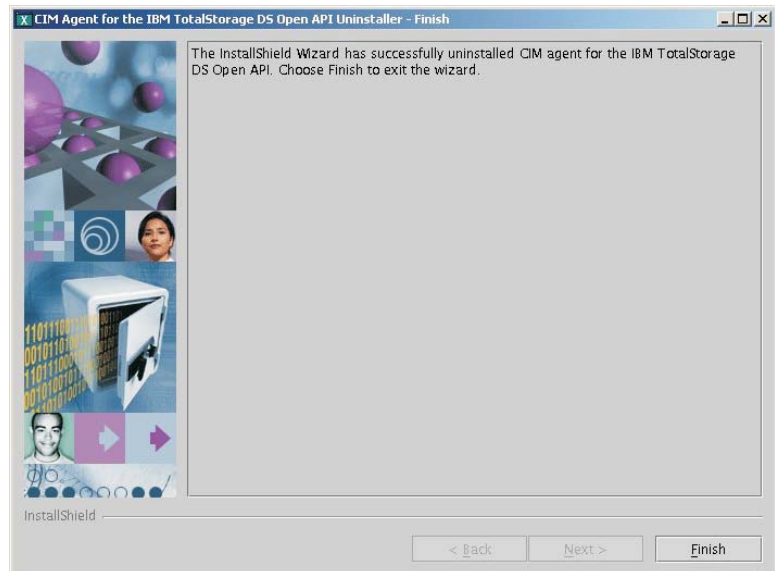 CIM Agent for the IBM TotalStorage DS Open API Uninstaller - Finish
The InstallShield Wizard has successfully uninstalled CIM agent for the IBM TotalStorage
DS Open API. Choose Finish to exit the wizard.
InstallShield
< Back Next > Finish